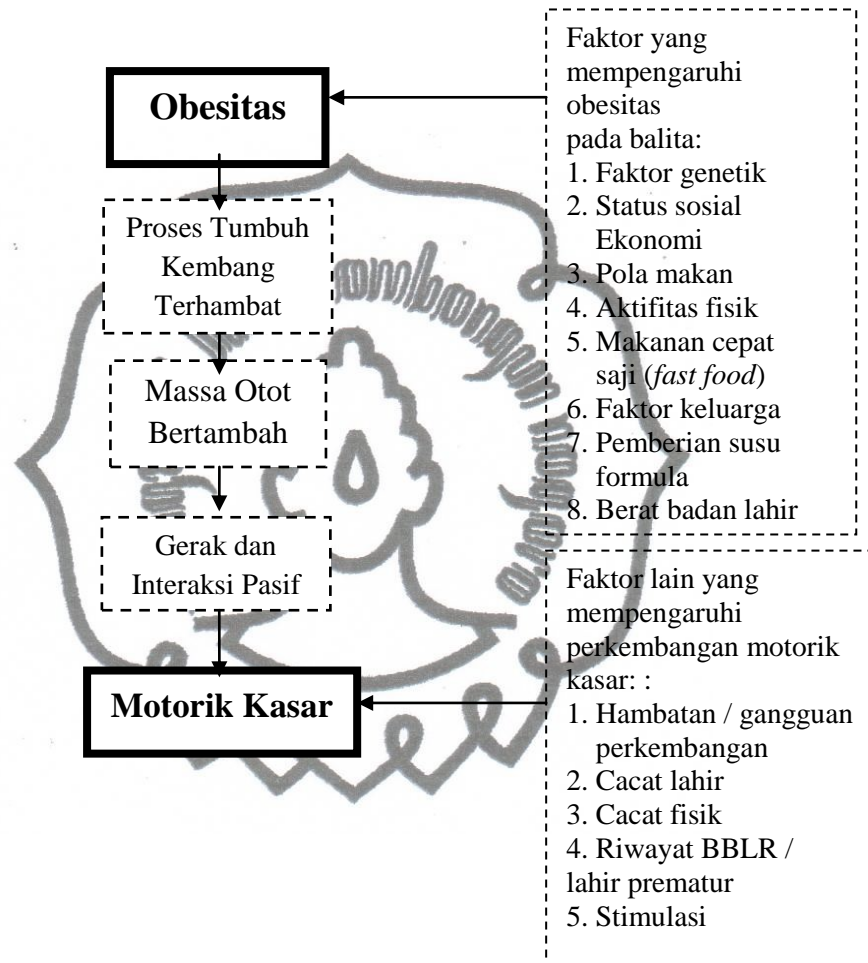 Obesitas
Proses Tumbuh
Kembang
Terhambat
Massa Otot
Bertambah
Gerak dan
Interaksi Pasif
Motorik Kasar
Faktor yang
mempengaruhi
obesitas
pada balita:
1. Faktor genetik
2. Status sosial
Ekonomi
3. Pola makan
4. Aktifitas fisik
5. Makanan cepat
saji (fast food)
6. Faktor keluarga
7. Pemberian susu
formula
8. Berat badan lahir
Faktor lain yang
mempengaruhi
perkembangan motorik
kasar: :
1. Hambatan / gangguan
perkembangan
2. Cacat lahir
3. Cacat fisik
4. Riwayat BBLR /
lahir prematur
5. Stimulasi